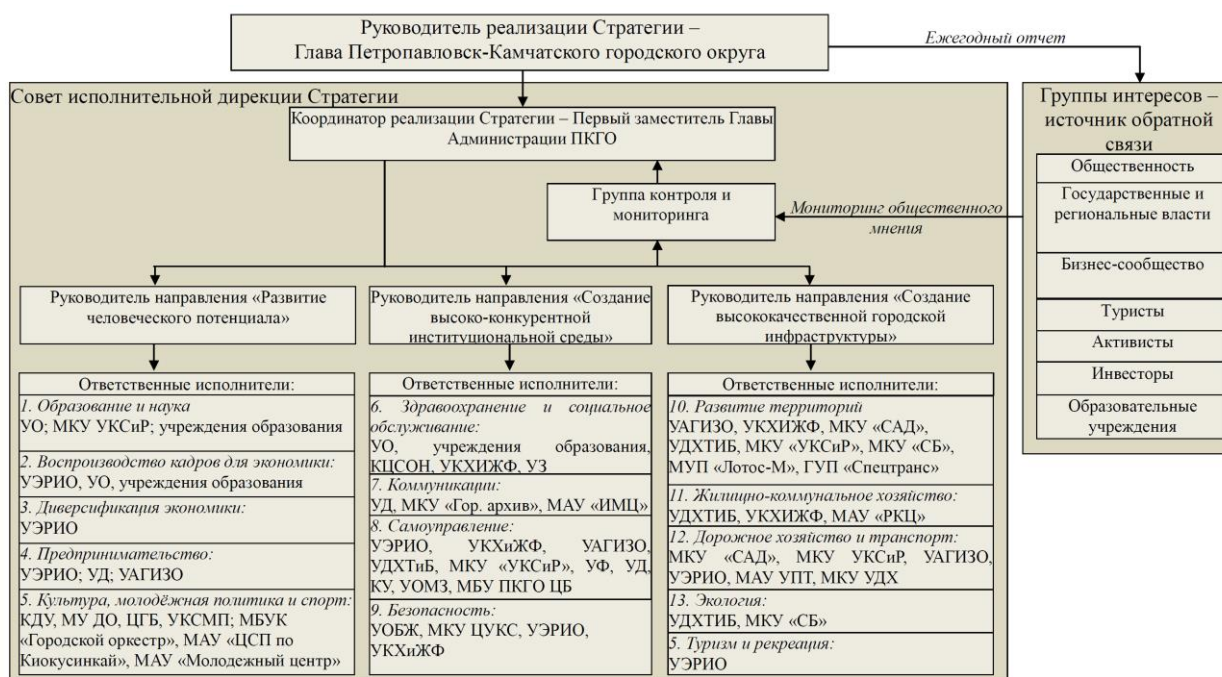 Руководитель реализации Стратегии –
Глава Петропавловск-Камчатского городского округа
Ежегодный отчет
Совет исполнительной дирекции Стратегии
Координатор реализации Стратегии – Первый заместитель Главы
Администрации ПКГО
Группа контроля и
мониторинга
Мониторинг общественного
мнения
Группы интересов –
источник обратной
связи
Общественность
Государственные и
региональные власти
Бизнес-сообщество
Туристы
Активисты
Инвесторы
Образовательные
учреждения
Руководитель направления «Развитие
человеческого потенциала»
Ответственные исполнители:
1. Образование и наука
УО; МКУ УКСиР; учреждения образования
2. Воспроизводство кадров для экономики:
УЭРИО, УО, учреждения образования
3. Диверсификация экономики:
УЭРИО
4. Предпринимательство:
УЭРИО; УД; УАГИЗО
5. Культура, молодёжная политика и спорт:
КДУ, МУ ДО, ЦГБ, УКСМП; МБУК
«Городской оркестр», МАУ «ЦСП по
Киокусинкай», МАУ «Молодежный центр»
Руководитель направления «Создание
высоко-конкурентной
институциональной среды»
Ответственные исполнители:
6. Здравоохранение и социальное
обслуживание:
УО, учреждения образования,
КЦСОН, УКХИЖФ, УЗ
7. Коммуникации:
УД, МКУ «Гор. архив», МАУ «ИМЦ»
8. Самоуправление:
УЭРИО, УКХиЖФ, УАГИЗО,
УДХТиБ, МКУ «УКСиР», УФ, УД,
КУ, УОМЗ, МБУ ПКГО ЦБ
9. Безопасность:
УОБЖ, МКУ ЦУКС, УЭРИО,
УКХиЖФ
Руководитель направления «Создание
высококачественной городской
инфраструктуры»
Ответственные исполнители:
10. Развитие территорий
УАГИЗО, УКХИЖФ, МКУ «САД»,
УДХТИБ, МКУ «УКСиР», МКУ «СБ»,
МУП «Лотос-М», ГУП «Спецтранс»
11. Жилищно-коммунальное хозяйство:
УДХТИБ, УКХИЖФ, МАУ «РКЦ»
12. Дорожное хозяйство и транспорт:
МКУ «САД», МКУ УКСиР, УАГИЗО,
УЭРИО, МАУ УПТ, МКУ УДХ
13. Экология:
УДХТИБ, МКУ «СБ»
5. Туризм и рекреация:
УЭРИО